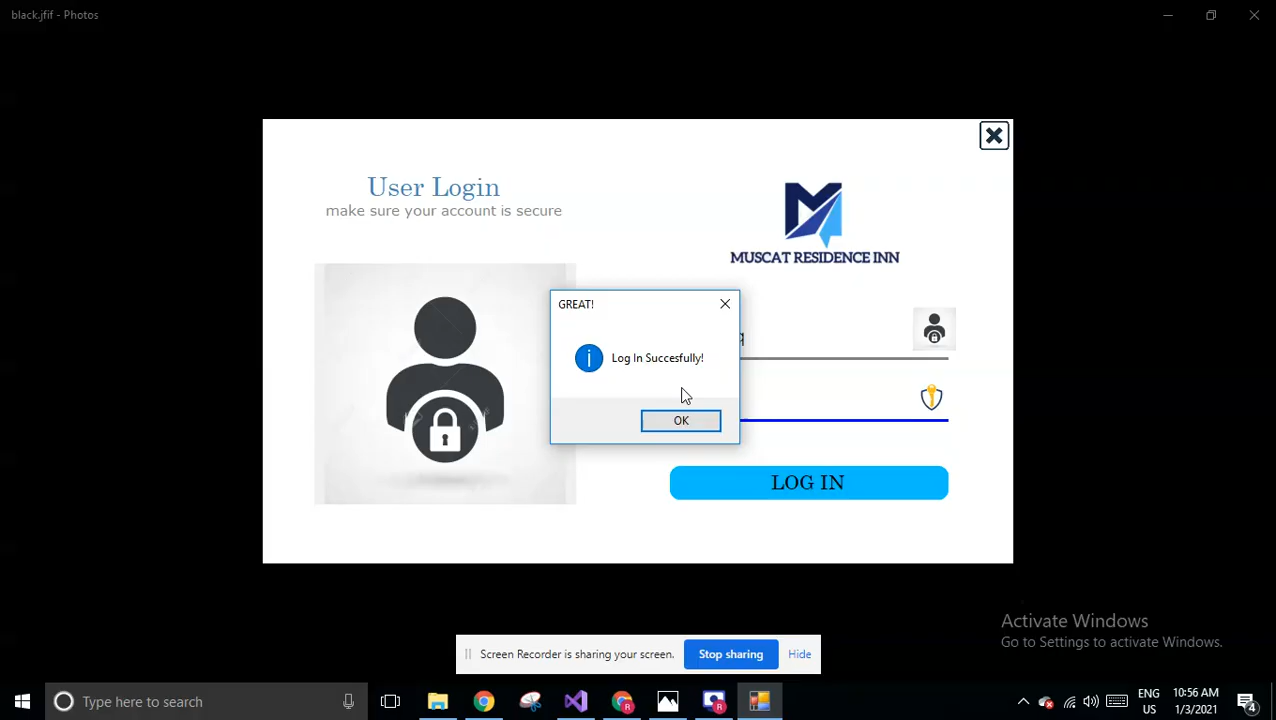 black.jfif - Photos
User Login
make sure your account is secure
MUSCAT RESIDENCE INN
GREAT!
Log In Succesfully!
OK
LOG IN
Activate Windows
Go to Settings to activate Windows.
Screen Recorder is sharing your screen.
Stop sharing
Hide
Type here to search
ENG
US
10:56 AM
1/3/2021
4